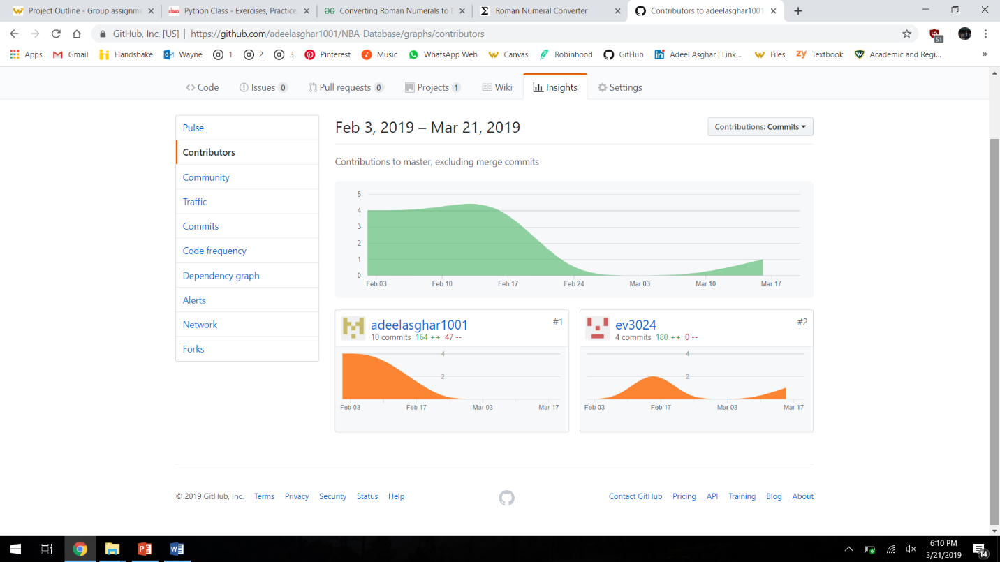 Project Outline - Group assignme
Python Class - Exercises, Practice,
Converting Roman Numerals to D
Roman Numeral Converter
Contributors to adeelasghar1001
GitHub, Inc. [US] | https://github.com/adeelasghar1001/NBA-Database/graphs/contributors
51
Apps Gmail Handshake Wayne 1 2 3 Pinterest Music WhatsApp Web Canvas Robinhood GitHub Adeel Asghar | Link... Files Textbook Academic and Regi... »
Code Issues 0 Pull requests 0 Projects 1 Wiki Insights Settings
Pulse
Contributors
Community
Traffic
Commits
Code frequency
Dependency graph
Alerts
Network
Forks
Feb 3, 2019 – Mar 21, 2019
Contributions: Commits
Contributions to master, excluding merge commits
5
4
3
2
1
0
Feb 03 Feb 10 Feb 17 Feb 24 Mar 03 Mar 10 Mar 17
adeelasghar1001 #1
10 commits 164 ++ 47 --
4
2
Feb 03 Feb 17 Mar 03 Mar 17
ev3024 #2
4 commits 180 ++ 0 --
4
2
Feb 03 Feb 17 Mar 03 Mar 17
© 2019 GitHub, Inc. Terms Privacy Security Status Help
Contact GitHub Pricing API Training Blog About
6:10 PM
3/21/2019
14